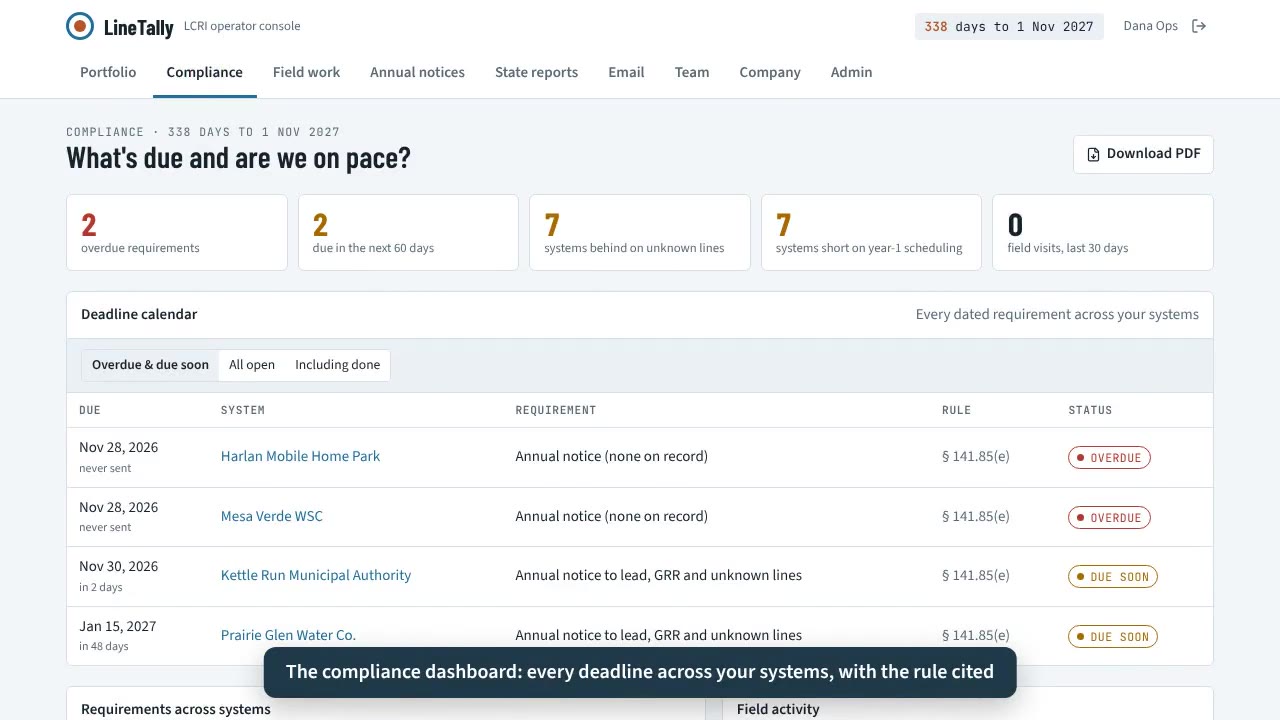 LineTally LCRI operator console 338 days to 1 Nov 2027 Dana Ops
Portfolio Compliance Field work Annual notices State reports Email Team Company Admin
COMPLIANCE · 338 DAYS TO 1 NOV 2027
What's due and are we on pace?
Download PDF
2 2 7 7 0
overdue requirements due in the next 60 days systems behind on unknown lines systems short on year-1 scheduling field visits, last 30 days
Deadline calendar Every dated requirement across your systems
Overdue & due soon All open Including done
DUE SYSTEM REQUIREMENT RULE STATUS
Nov 28, 2026
never sent
Harlan Mobile Home Park Annual notice (none on record) § 141.85(e) OVERDUE
Nov 28, 2026
never sent
Mesa Verde WSC Annual notice (none on record) § 141.85(e) OVERDUE
Nov 30, 2026
in 2 days
Kettle Run Municipal Authority Annual notice to lead, GRR and unknown lines § 141.85(e) DUE SOON
Jan 15, 2027
in 48 days
Prairie Glen Water Co. Annual notice to lead, GRR and unknown lines § 141.85(e) DUE SOON
The compliance dashboard: every deadline across your systems, with the rule cited
Requirements across systems Field activity